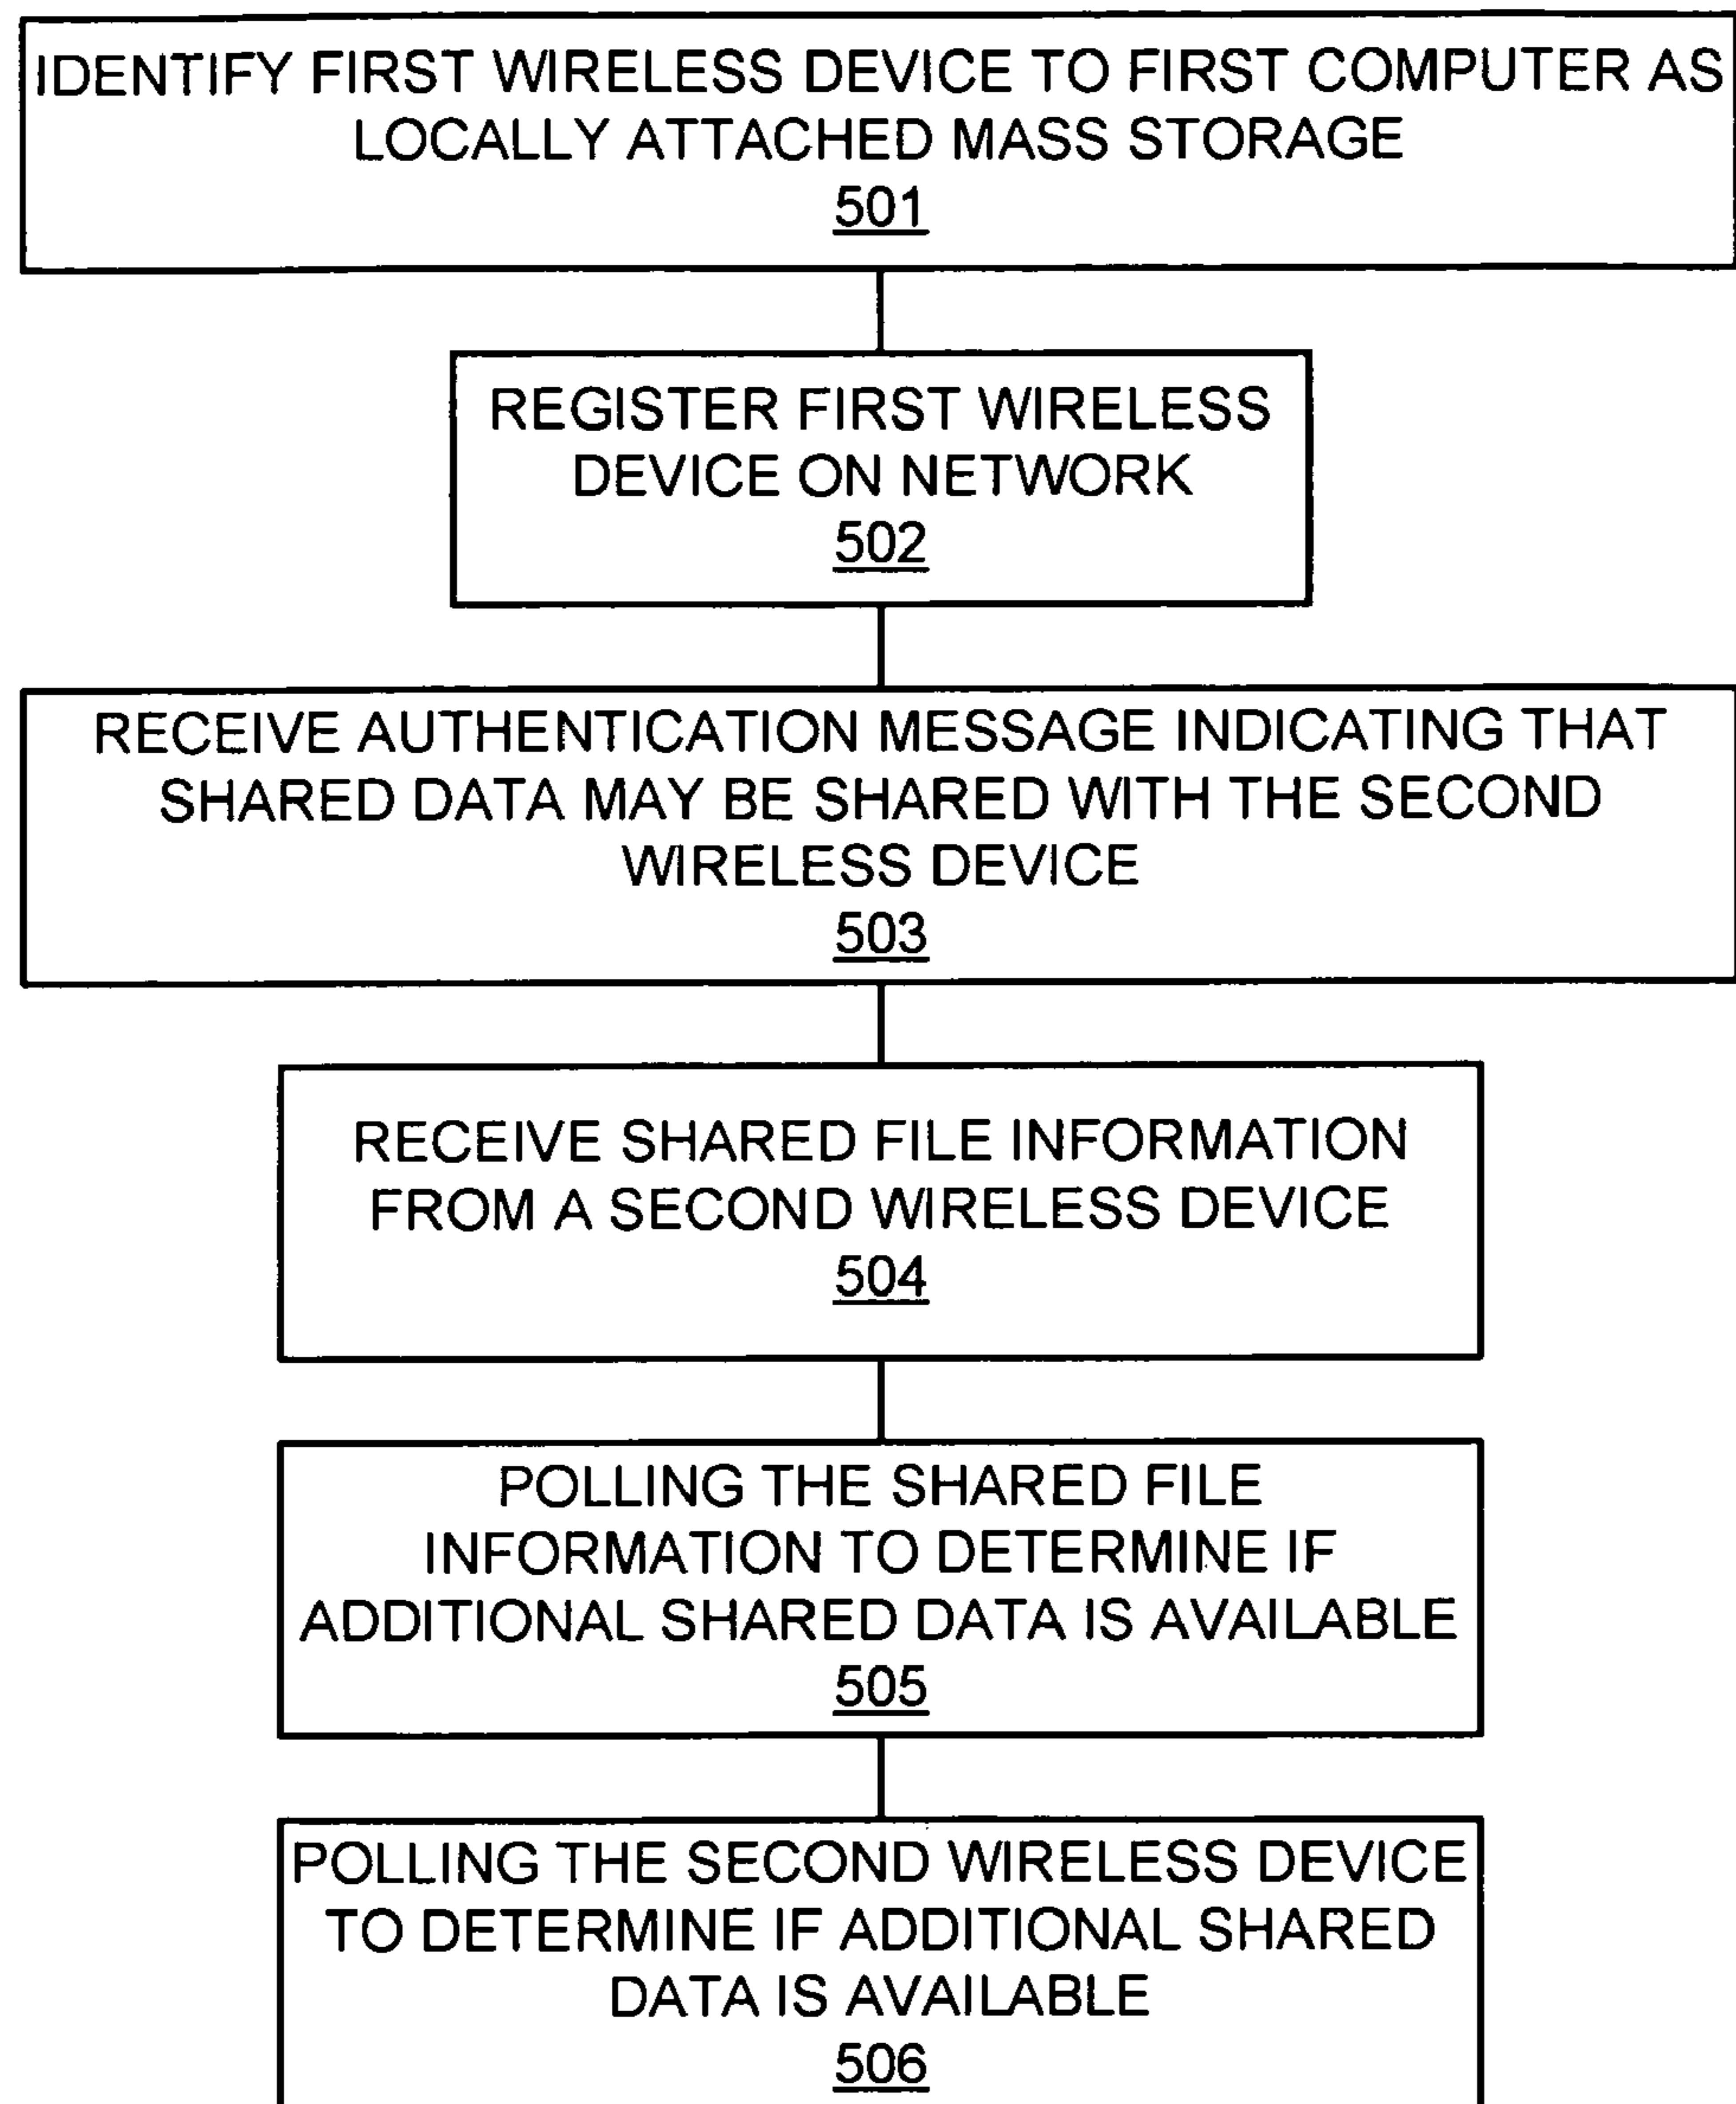 IDENTIFY FIRST WIRELESS DEVICE TO FIRST COMPUTER AS
LOCALLY ATTACHED MASS STORAGE
501
REGISTER FIRST WIRELESS
DEVICE ON NETWORK
502
RECEIVE AUTHENTICATION MESSAGE INDICATING THAT
SHARED DATA MAY BE SHARED WITH THE SECOND
WIRELESS DEVICE
503
RECEIVE SHARED FILE INFORMATION
FROM A SECOND WIRELESS DEVICE
504
POLLING THE SHARED FILE
INFORMATION TO DETERMINE IF
ADDITIONAL SHARED DATA IS AVAILABLE
505
POLLING THE SECOND WIRELESS DEVICE
TO DETERMINE IF ADDITIONAL SHARED
DATA IS AVAILABLE
506